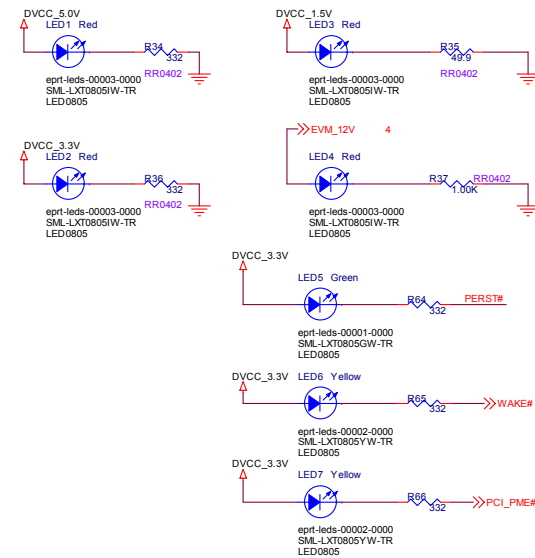 DVCC_5.0V
LED1 Red
R34
332
RR0402
eprt-leds-00003-0000
SML-LXT0805IW-TR
LED0805
DVCC_1.5V
LED3 Red
R35
49.9
RR0402
eprt-leds-00003-0000
SML-LXT0805IW-TR
LED0805
DVCC_3.3V
LED2 Red
R36
332
RR0402
eprt-leds-00003-0000
SML-LXT0805IW-TR
LED0805
EVM_12V 4
LED4 Red
R37
1.00K
RR0402
eprt-leds-00003-0000
SML-LXT0805IW-TR
LED0805
DVCC_3.3V
LED5 Green
R64
332
PERST#
eprt-leds-00001-0000
SML-LXT0805GW-TR
LED0805
DVCC_3.3V
LED6 Yellow
R65
332
WAKE#
eprt-leds-00002-0000
SML-LXT0805YW-TR
LED0805
DVCC_3.3V
LED7 Yellow
R66
332
PCI_PME#
eprt-leds-00002-0000
SML-LXT0805YW-TR
LED0805